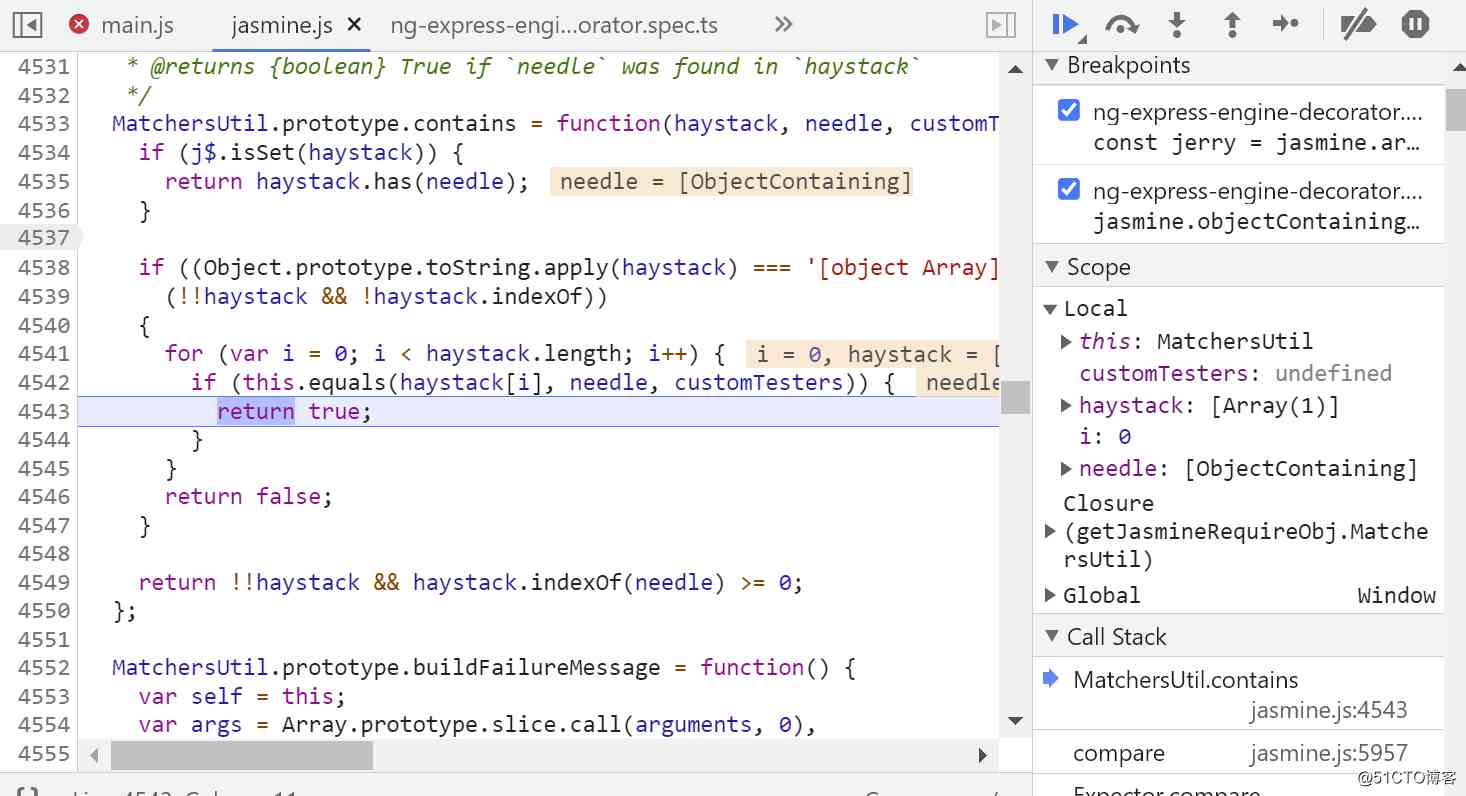 main.js jasmine.js ng-express-engi...orator.spec.ts
4531 * @returns {boolean} True if `needle` was found in `haystack`
4532 */
4533 MatchersUtil.prototype.contains = function(haystack, needle, customT
4534 if (j$.isSet(haystack)) {
4535 return haystack.has(needle); needle = [ObjectContaining]
4536 }
4537
4538 if ((Object.prototype.toString.apply(haystack) === '[object Array]
4539 (!!haystack && !haystack.indexOf))
4540 {
4541 for (var i = 0; i < haystack.length; i++) { i = 0, haystack = [
4542 if (this.equals(haystack[i], needle, customTesters)) { needle
4543 return true;
4544 }
4545 }
4546 return false;
4547 }
4548
4549 return !!haystack && haystack.indexOf(needle) >= 0;
4550 };
4551
4552 MatchersUtil.prototype.buildFailureMessage = function() {
4553 var self = this;
4554 var args = Array.prototype.slice.call(arguments, 0),
4555
Breakpoints
ng-express-engine-decorator....
const jerry = jasmine.ar…
ng-express-engine-decorator....
jasmine.objectContaining…
Scope
Local
this: MatchersUtil
customTesters: undefined
haystack: [Array(1)]
i: 0
needle: [ObjectContaining]
Closure
(getJasmineRequireObj.Matche
rsUtil)
Global Window
Call Stack
MatchersUtil.contains
jasmine.js:4543
compare jasmine.js:5957
Expector.compare
@51CTO博客